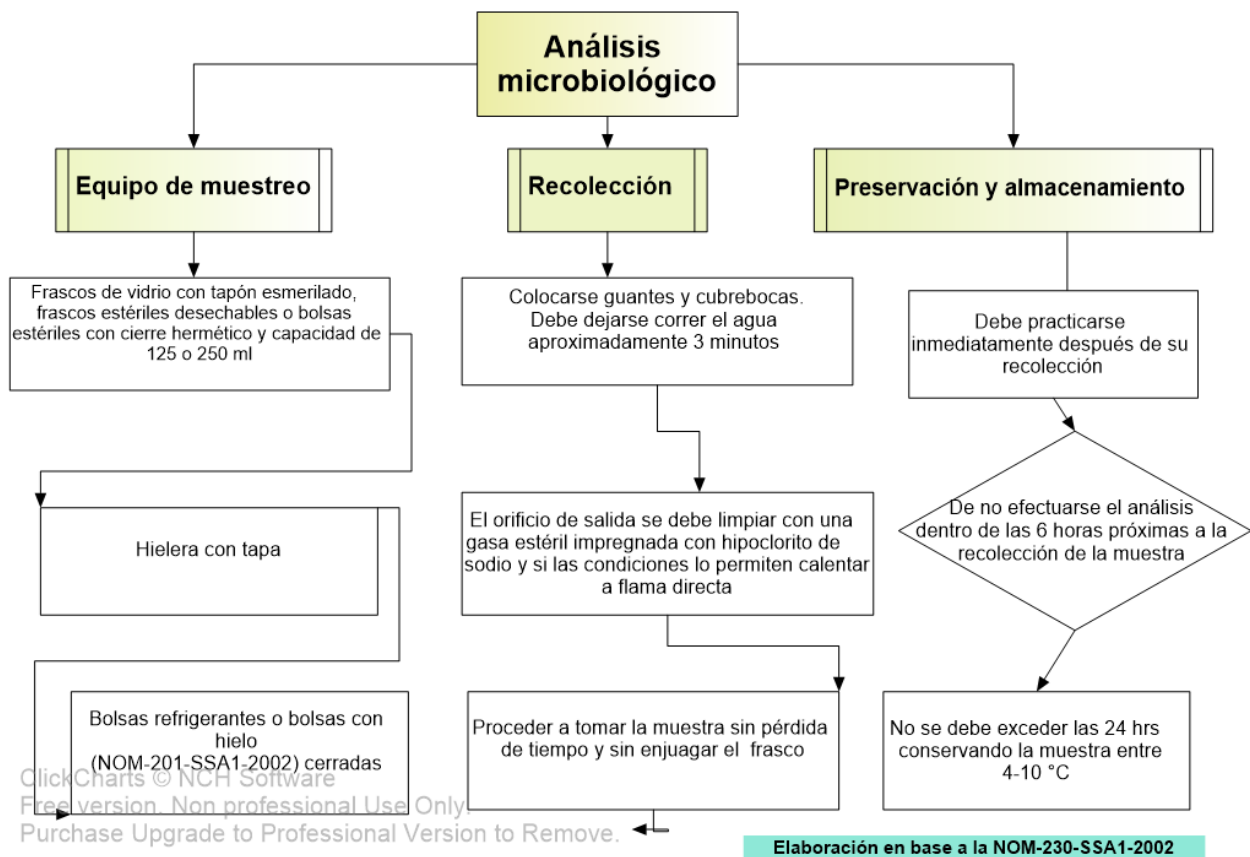 Análisis
microbiológico
Equipo de muestreo
Recolección
Preservación y almacenamiento
Frascos de vidrio con tapón esmerilado,
frascos estériles desechables o bolsas
estériles con cierre hermético y capacidad de
125 o 250 ml
Colocarse guantes y cubrebocas.
Debe dejarse correr el agua
aproximadamente 3 minutos
Debe practicarse
inmediatamente después de su
recolección
Hielera con tapa
El orificio de salida se debe limpiar con una
gasa estéril impregnada con hipoclorito de
sodio y si las condiciones lo permiten calentar
a flama directa
De no efectuarse el análisis
dentro de las 6 horas próximas a la
recolección de la muestra
Bolsas refrigerantes o bolsas con
hielo
(NOM-201-SSA1-2002) cerradas
Proceder a tomar la muestra sin pérdida
de tiempo y sin enjuagar el frasco
No se debe exceder las 24 hrs
conservando la muestra entre
4-10 °C
ClickCharts © NCH Software
Free version. Non professional Use Only.
Purchase Upgrade to Professional Version to Remove.
Elaboración en base a la NOM-230-SSA1-2002